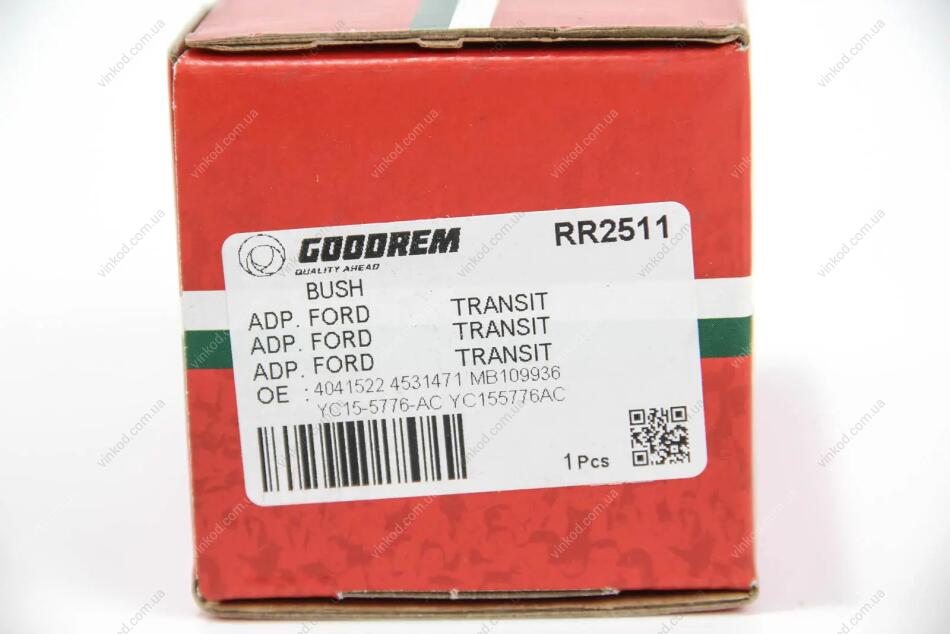 GOODREM
QUALITY AHEAD
RR2511
BUSH
ADP. FORD TRANSIT
ADP. FORD TRANSIT
ADP. FORD TRANSIT
OE : 4041522 4531471 MB109936
YC15-5776-AC YC155776AC
1 Pcs
vinkod.com.ua